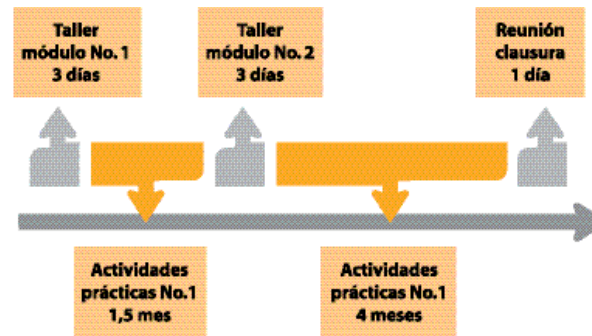 Taller
módulo No. 1
3 días
Taller
módulo No. 2
3 días
Reunión
clausura
1 día
Actividades
prácticas No.1
1,5 mes
Actividades
prácticas No.1
4 meses